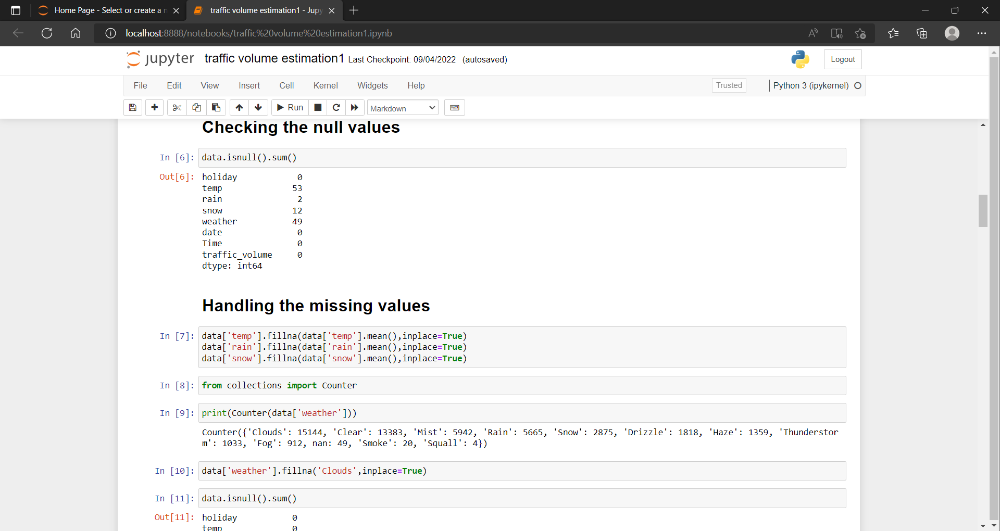 Home Page - Select or create a n
traffic volume estimation1 - Jupy
localhost:8888/notebooks/traffic%20volume%20estimation1.ipynb
jupyter traffic volume estimation1 Last Checkpoint: 09/04/2022 (autosaved)
Logout
File Edit View Insert Cell Kernel Widgets Help
Trusted
Python 3 (ipykernel)
Run
Markdown
Checking the null values
In [6]: data.isnull().sum()
Out[6]: holiday 0
temp 53
rain 2
snow 12
weather 49
date 0
Time 0
traffic_volume 0
dtype: int64
Handling the missing values
In [7]: data['temp'].fillna(data['temp'].mean(),inplace=True)
data['rain'].fillna(data['rain'].mean(),inplace=True)
data['snow'].fillna(data['snow'].mean(),inplace=True)
In [8]: from collections import Counter
In [9]: print(Counter(data['weather']))
Counter({'Clouds': 15144, 'Clear': 13383, 'Mist': 5942, 'Rain': 5665, 'Snow': 2875, 'Drizzle': 1818, 'Haze': 1359, 'Thunderstor
m': 1033, 'Fog': 912, nan: 49, 'Smoke': 20, 'Squall': 4})
In [10]: data['weather'].fillna('Clouds',inplace=True)
In [11]: data.isnull().sum()
Out[11]: holiday 0
temp 0